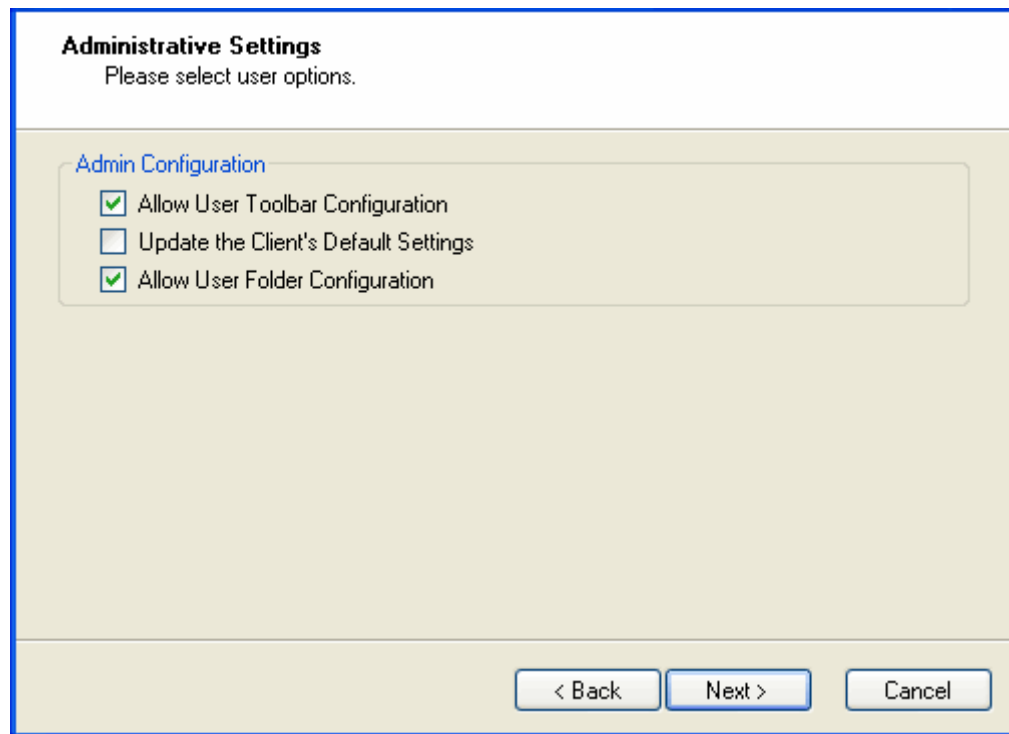 Administrative Settings
Please select user options.
Admin Configuration
Allow User Toolbar Configuration
Update the Client's Default Settings
Allow User Folder Configuration
< Back Next > Cancel